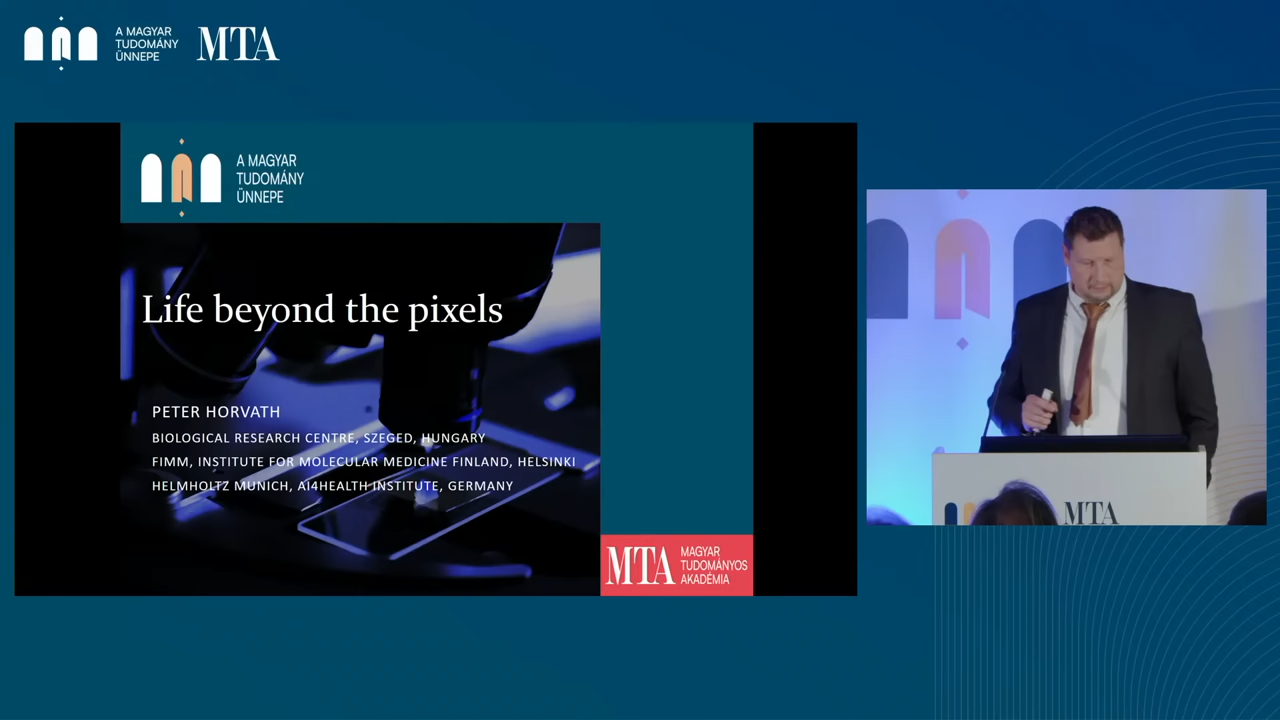 A MAGYAR
TUDOMÁNY
ÜNNEPE
MTA
A MAGYAR
TUDOMÁNY
ÜNNEPE
Life beyond the pixels
PETER HORVATH
BIOLOGICAL RESEARCH CENTRE, SZEGED, HUNGARY
FIMM, INSTITUTE FOR MOLECULAR MEDICINE FINLAND, HELSINKI
HELMHOLTZ MUNICH, AI4HEALTH INSTITUTE, GERMANY
MTA
MAGYAR
TUDOMÁNYOS
AKADÉMIA
MTA